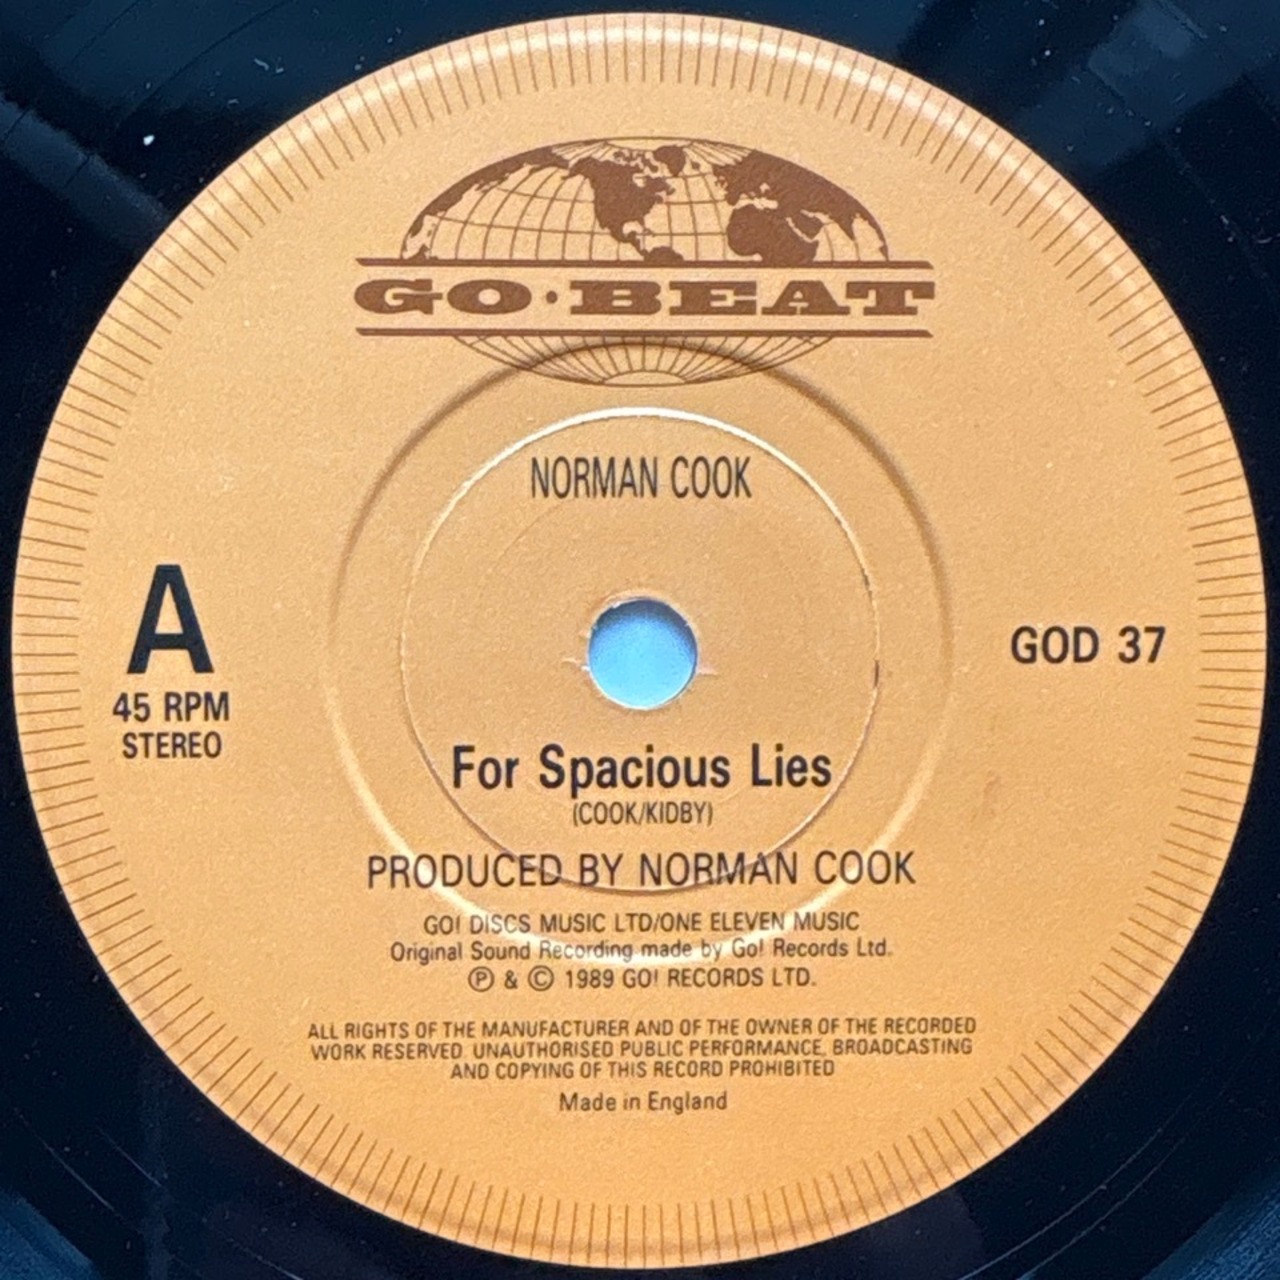 GO·BEAT
NORMAN COOK
A
45 RPM
STEREO
GOD 37
For Spacious Lies
(COOK/KIDBY)
PRODUCED BY NORMAN COOK
GO! DISCS MUSIC LTD/ONE ELEVEN MUSIC
Original Sound Recording made by Go! Records Ltd.
Ⓟ & © 1989 GO! RECORDS LTD.
ALL RIGHTS OF THE MANUFACTURER AND OF THE OWNER OF THE RECORDED
WORK RESERVED. UNAUTHORISED PUBLIC PERFORMANCE, BROADCASTING
AND COPYING OF THIS RECORD PROHIBITED
Made in England